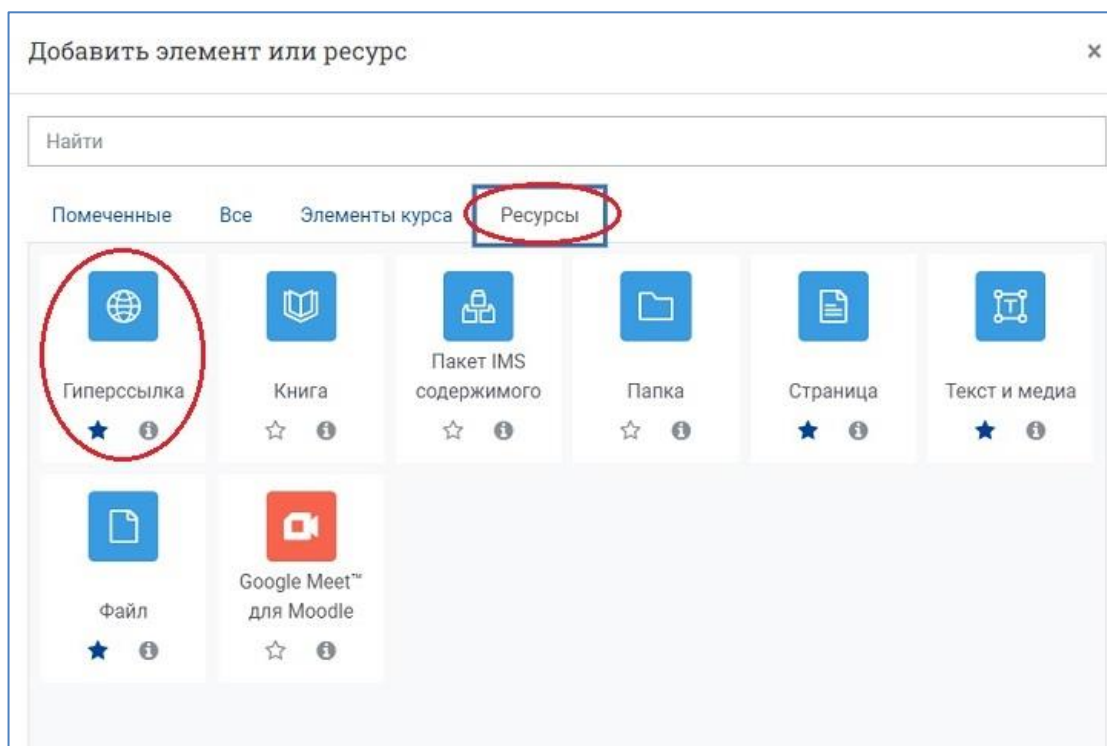 Добавить элемент или ресурс ×
Найти
Помеченные Все Элементы курса Ресурсы
Гиперссылка
Книга
Пакет IMS
содержимого
Папка
Страница
Текст и медиа
Файл
Google Meet™
для Moodle